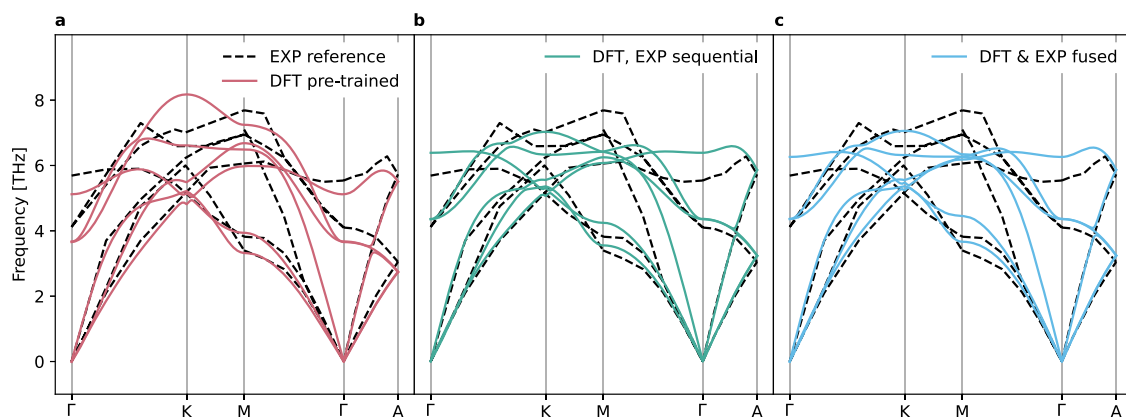 a
b
c
EXP reference
DFT pre-trained
DFT, EXP sequential
DFT & EXP fused
Frequency [THz]
8
6
4
2
0
Γ K M Γ A
Γ K M Γ A
Γ K M Γ A